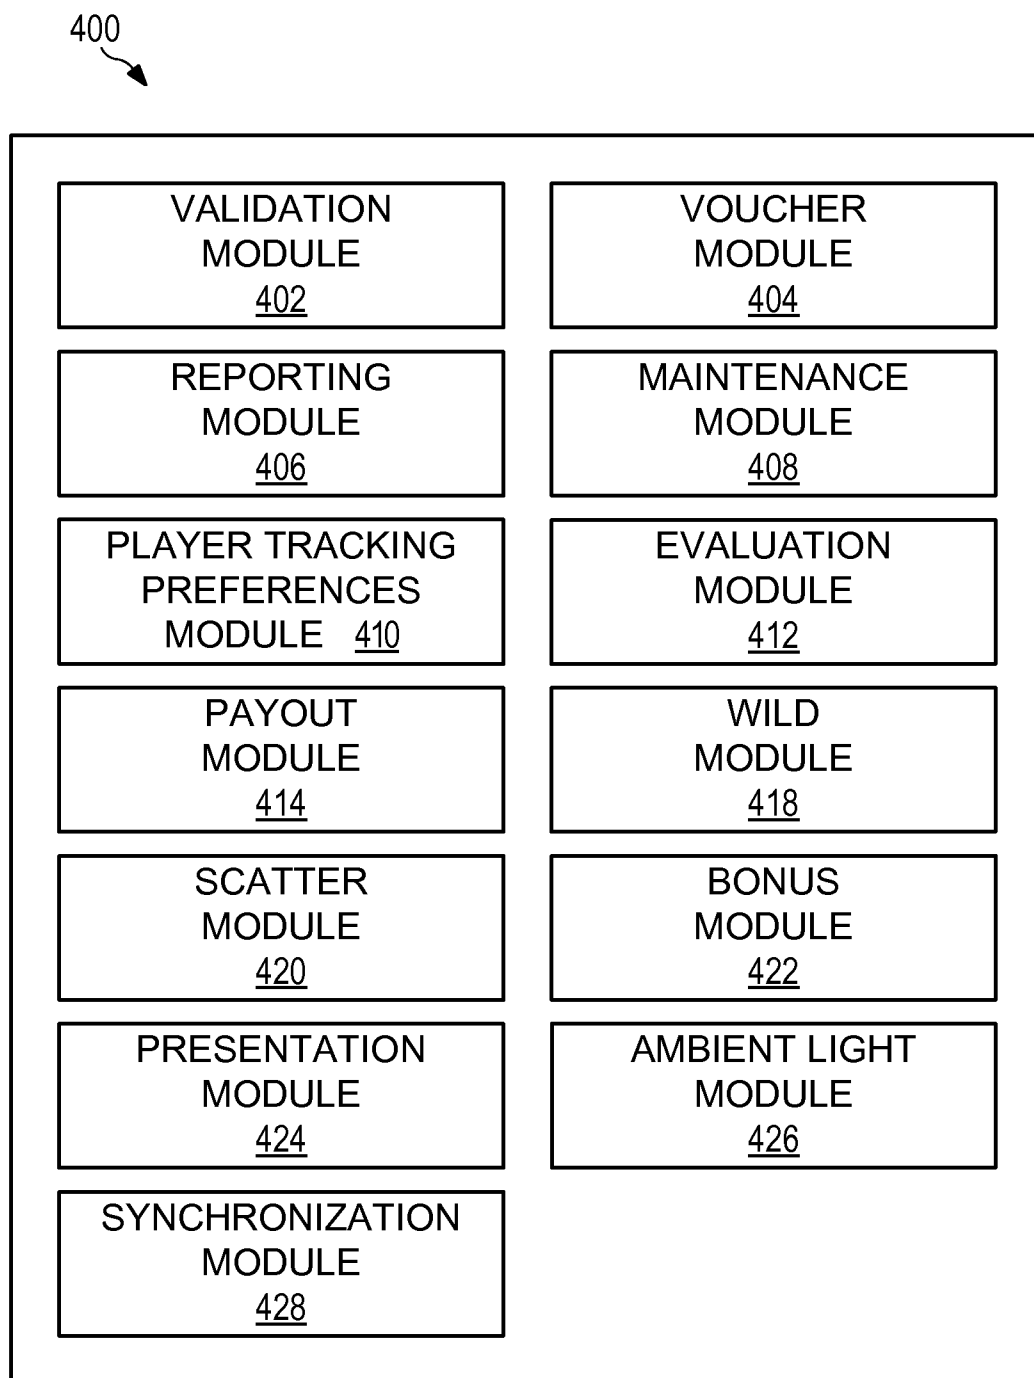 400
VALIDATION
MODULE
402
VOUCHER
MODULE
404
REPORTING
MODULE
406
MAINTENANCE
MODULE
408
PLAYER TRACKING
PREFERENCES
MODULE 410
EVALUATION
MODULE
412
PAYOUT
MODULE
414
WILD
MODULE
418
SCATTER
MODULE
420
BONUS
MODULE
422
PRESENTATION
MODULE
424
AMBIENT LIGHT
MODULE
426
SYNCHRONIZATION
MODULE
428